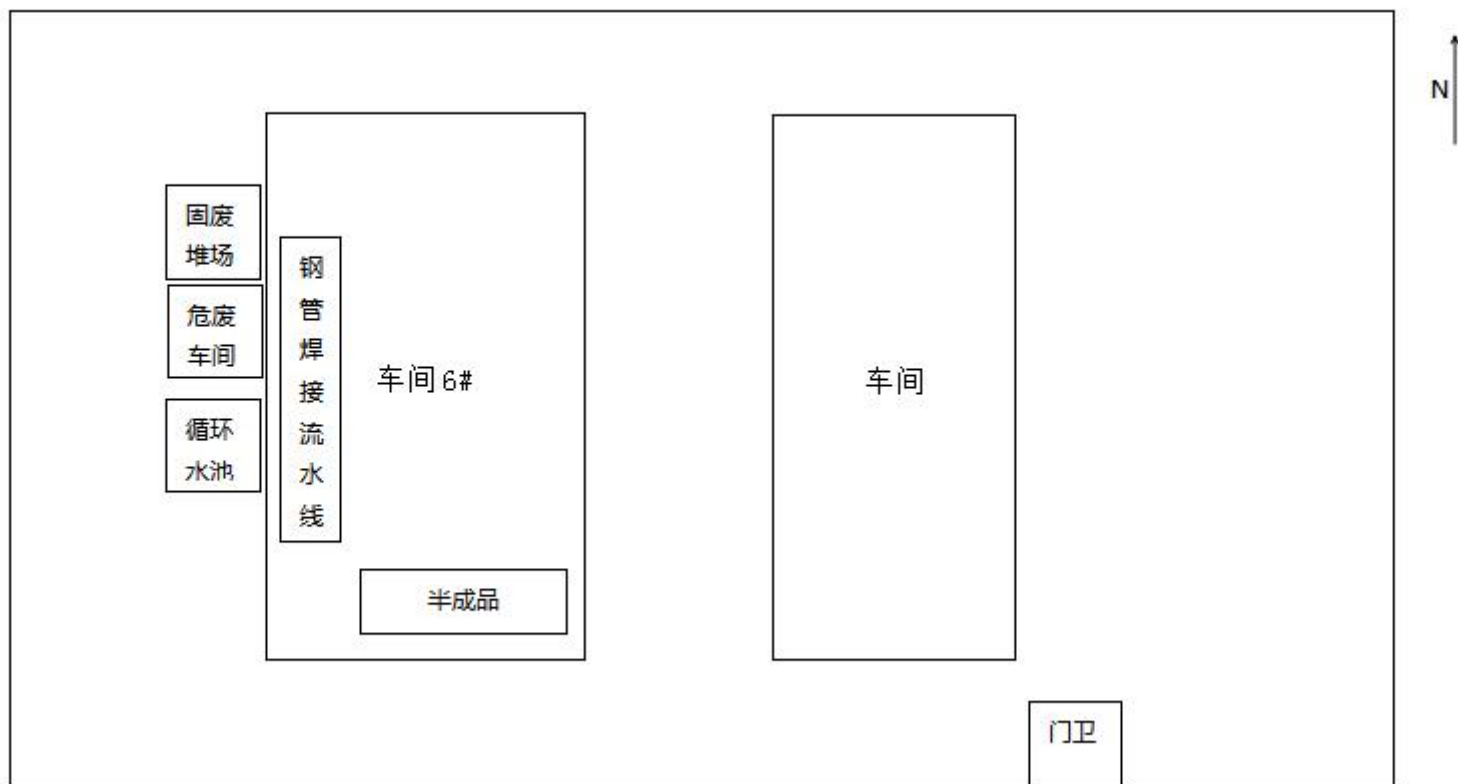 N
固废
堆场
危废
车间
循环
水池
钢
管
焊
接
流
水
线
车间6#
半成品
车间
门卫